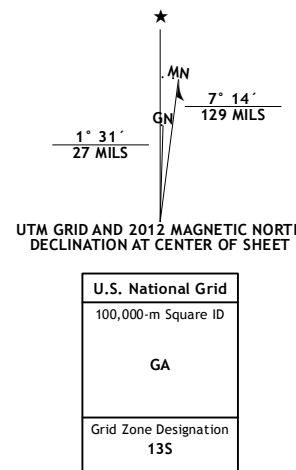 ★
MN
GN
7° 14´
129 MILS
1° 31´
27 MILS
UTM GRID AND 2012 MAGNETIC NORTH
DECLINATION AT CENTER OF SHEET
U.S. National Grid
100,000-m Square ID
GA
Grid Zone Designation
13S